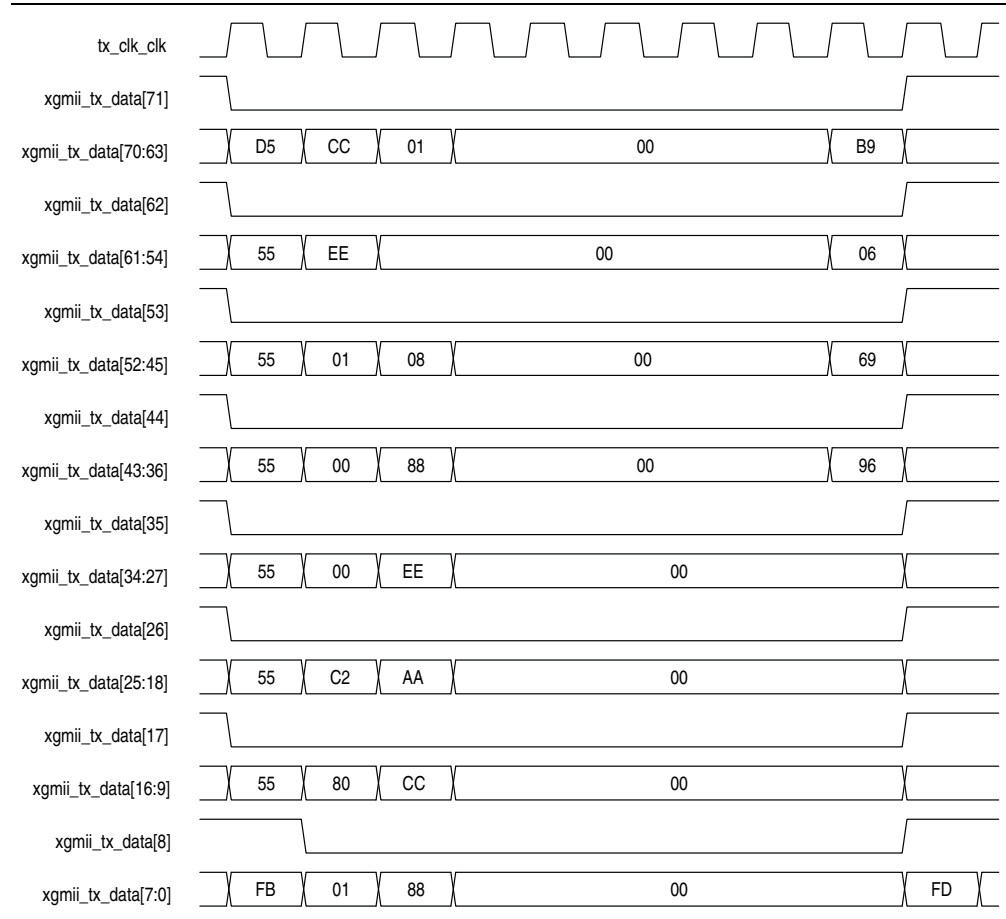 tx_clk_clk
xgmii_tx_data[71]
xgmii_tx_data[70:63] D5 CC 01 00 B9
xgmii_tx_data[62]
xgmii_tx_data[61:54] 55 EE 00 06
xgmii_tx_data[53]
xgmii_tx_data[52:45] 55 01 08 00 69
xgmii_tx_data[44]
xgmii_tx_data[43:36] 55 00 88 00 96
xgmii_tx_data[35]
xgmii_tx_data[34:27] 55 00 EE 00
xgmii_tx_data[26]
xgmii_tx_data[25:18] 55 C2 AA 00
xgmii_tx_data[17]
xgmii_tx_data[16:9] 55 80 CC 00
xgmii_tx_data[8]
xgmii_tx_data[7:0] FB 01 88 00 FD